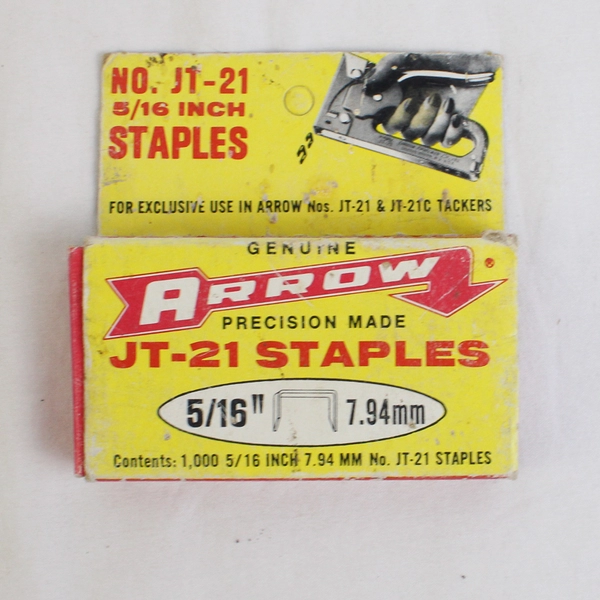 NO. JT-21
5/16 INCH
STAPLES
FOR EXCLUSIVE USE IN ARROW Nos. JT-21 & JT-21C TACKERS
GENUINE
ARROW ®
PRECISION MADE
JT-21 STAPLES
5/16" 7.94mm
Contents: 1,000 5/16 INCH 7.94 MM No. JT-21 STAPLES